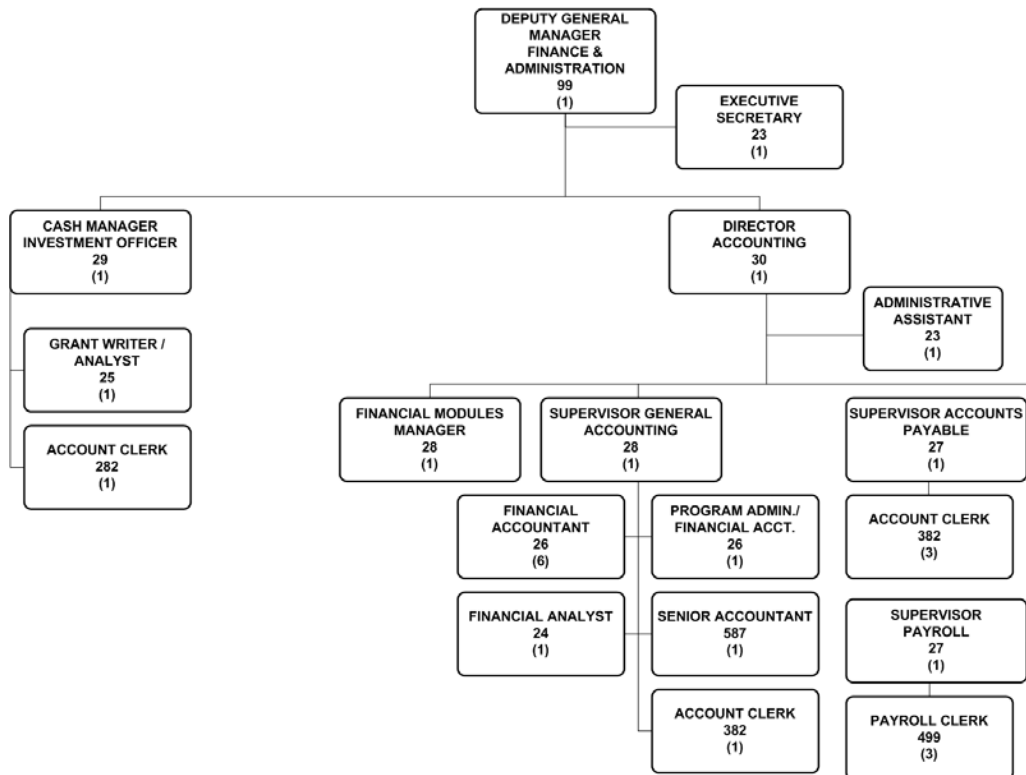 DEPUTY GENERAL
MANAGER
FINANCE &
ADMINISTRATION
99
(1)
EXECUTIVE
SECRETARY
23
(1)
CASH MANAGER
INVESTMENT OFFICER
29
(1)
DIRECTOR
ACCOUNTING
30
(1)
ADMINISTRATIVE
ASSISTANT
23
(1)
GRANT WRITER /
ANALYST
25
(1)
ACCOUNT CLERK
282
(1)
FINANCIAL MODULES
MANAGER
28
(1)
SUPERVISOR GENERAL
ACCOUNTING
28
(1)
SUPERVISOR ACCOUNTS
PAYABLE
27
(1)
FINANCIAL
ACCOUNTANT
26
(6)
PROGRAM ADMIN./
FINANCIAL ACCT.
26
(1)
ACCOUNT CLERK
382
(3)
FINANCIAL ANALYST
24
(1)
SENIOR ACCOUNTANT
587
(1)
SUPERVISOR
PAYROLL
27
(1)
ACCOUNT CLERK
382
(1)
PAYROLL CLERK
499
(3)